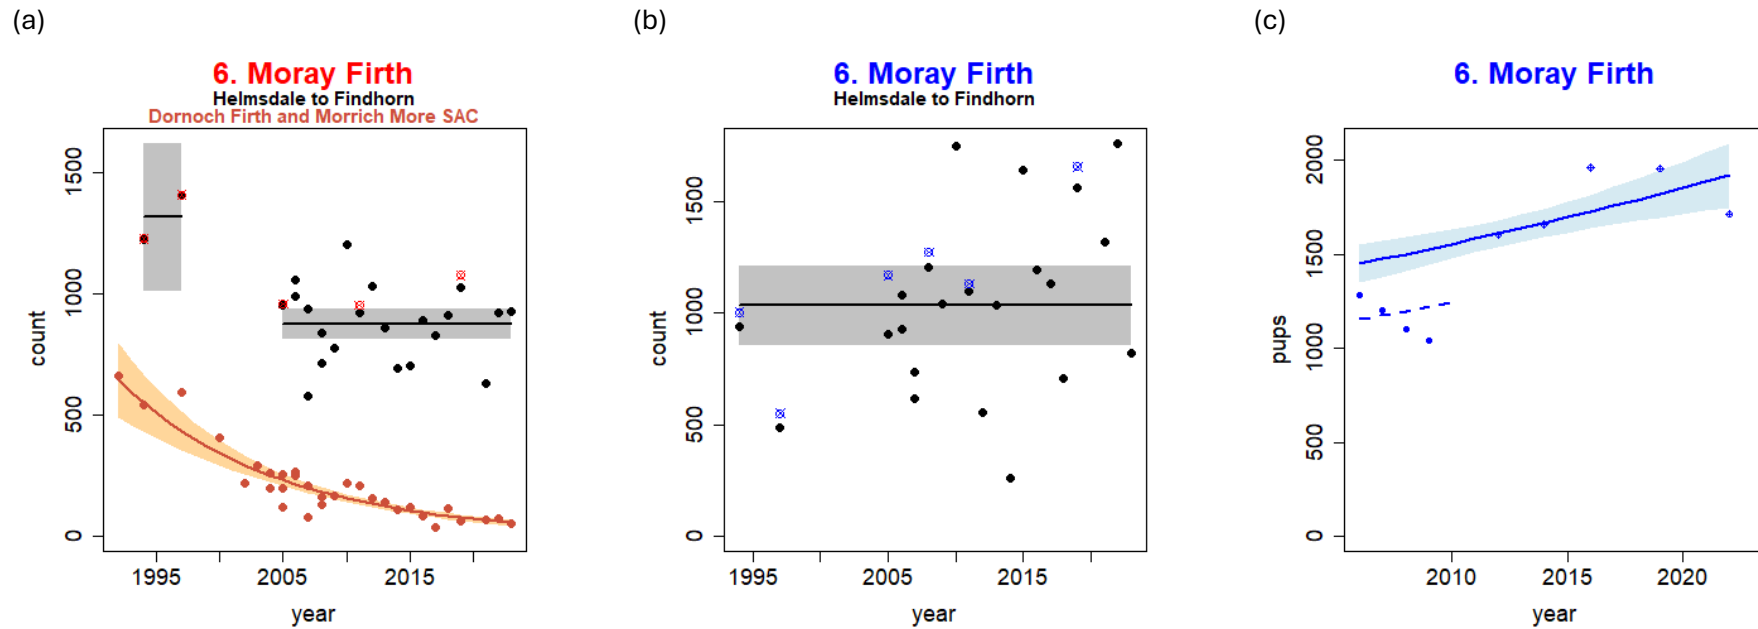 (a)
6. Moray Firth
Helmsdale to Findhorn
Dornoch Firth and Morrich More SAC
1500
1000
500
0
count
1995
2005
2015
year
(b)
6. Moray Firth
Helmsdale to Findhorn
1500
1000
500
0
count
1995
2005
2015
year
(c)
6. Moray Firth
2000
1500
1000
500
0
pups
2010
2015
2020
year